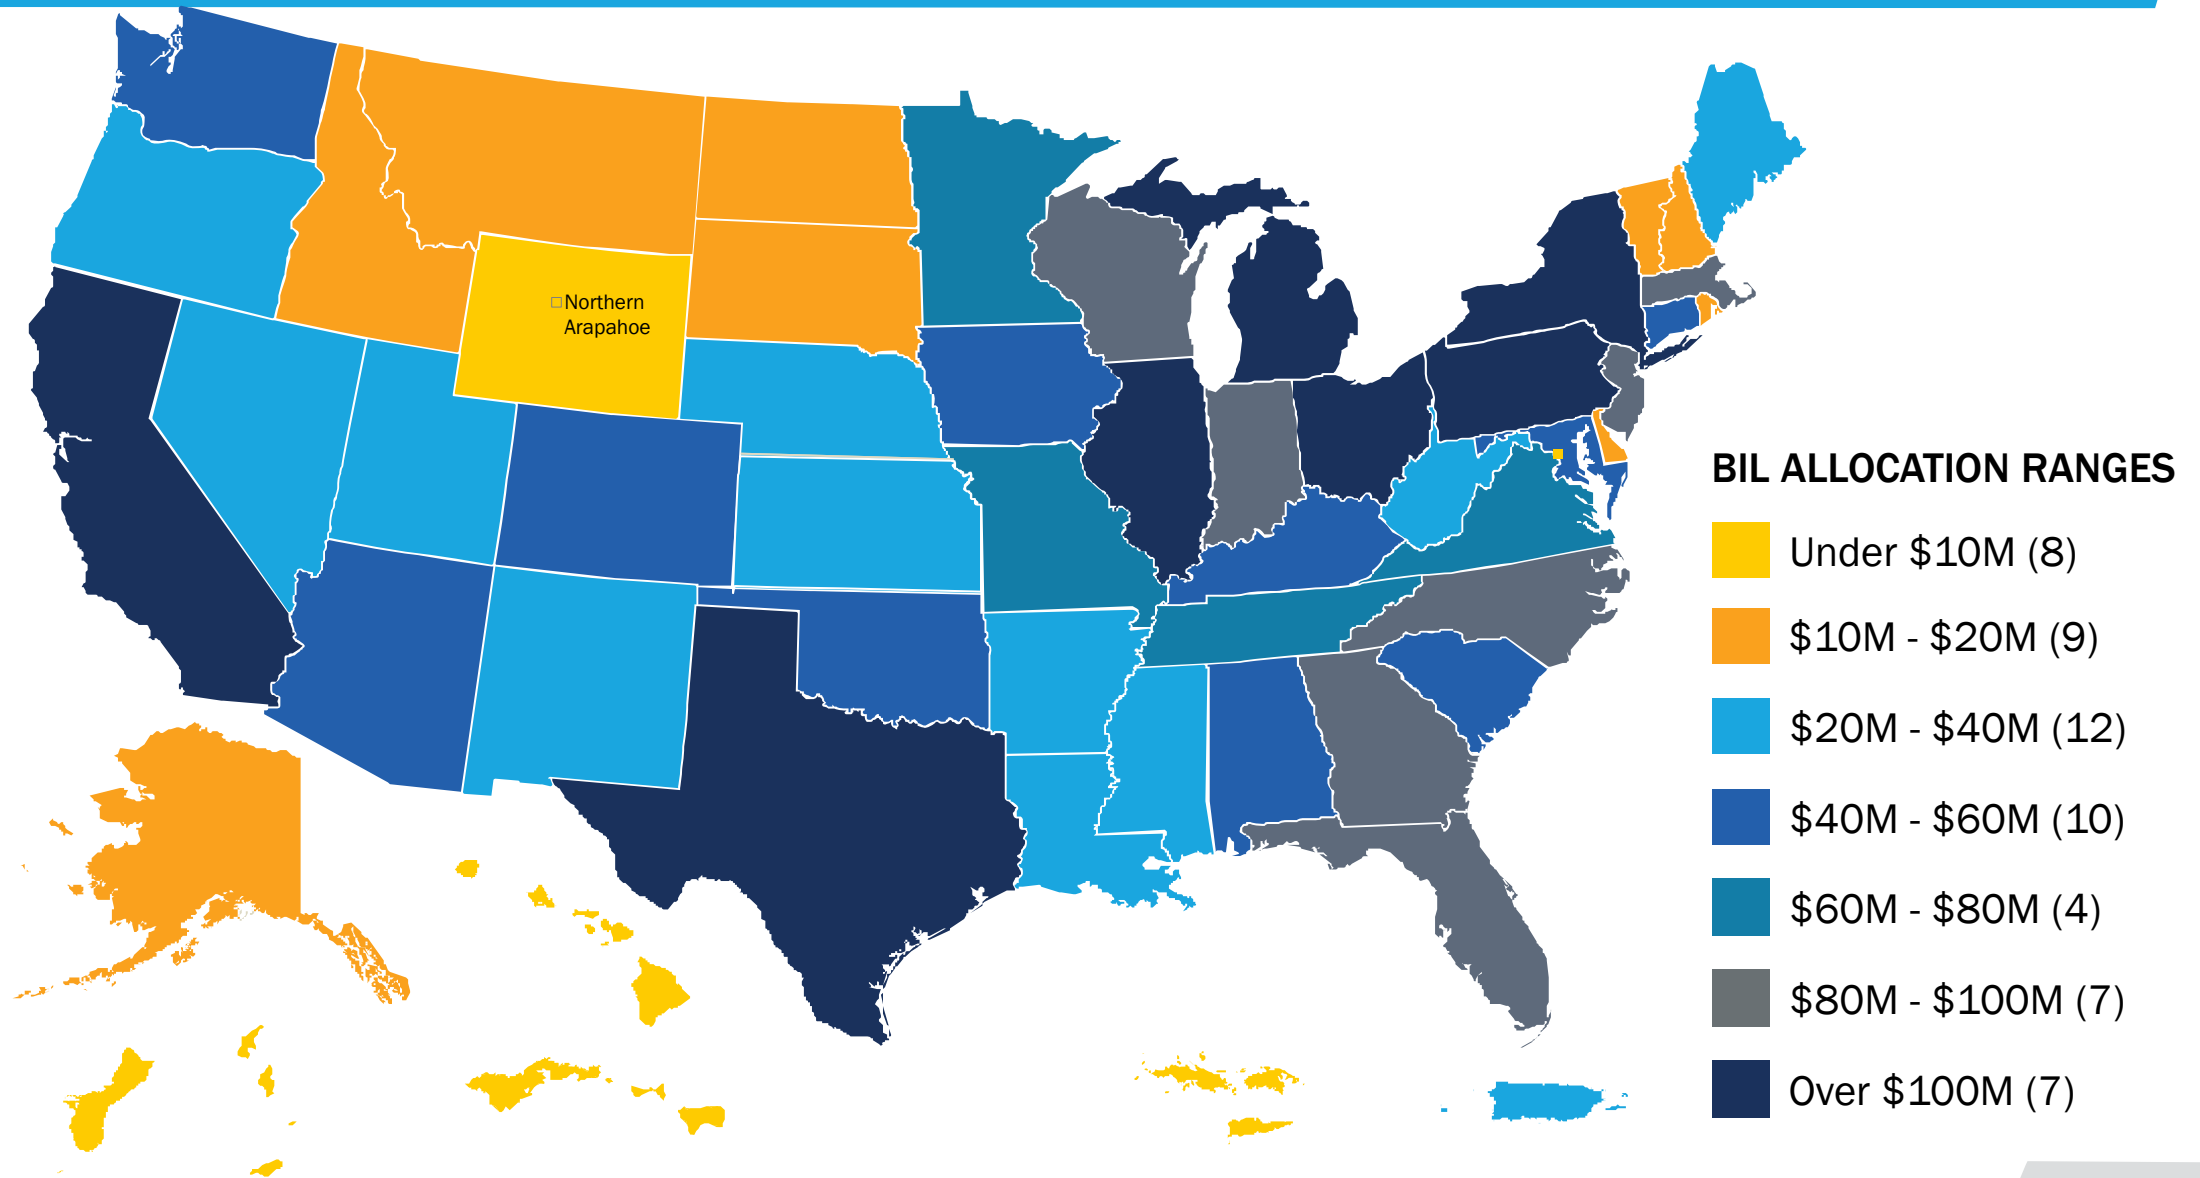 Northern
Arapahoe
BIL ALLOCATION RANGES
Under $10M (8)
$10M - $20M (9)
$20M - $40M (12)
$40M - $60M (10)
$60M - $80M (4)
$80M - $100M (7)
Over $100M (7)